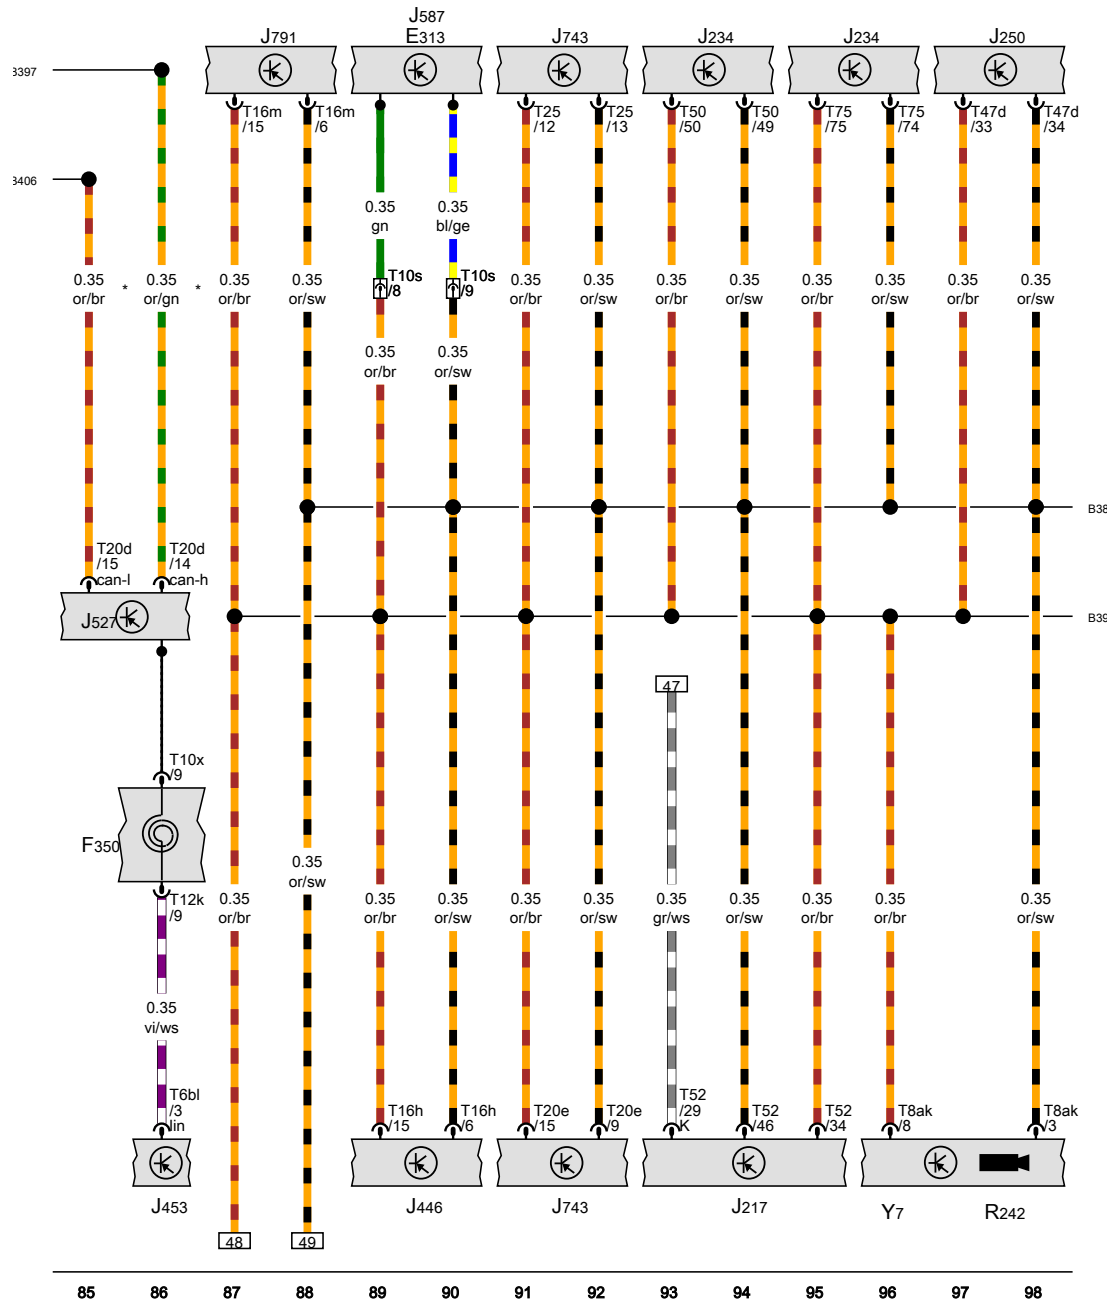 J587
J791 E313 J743 J234 J234 J250
3397
T16m /15 T16m /6 T25 /12 T25 /13 T50 /50 T50 /49 T75 /75 T75 /74 T47d /33 T47d /34
3406
0.35 gn 0.35 bl/ge
0.35 0.35 0.35 0.35 T10s /8 T10s /9 0.35 0.35 0.35 0.35 0.35 0.35 0.35 0.35
or/br * or/gn * or/br or/sw or/br or/sw or/br or/sw or/br or/sw or/br or/sw
0.35 0.35
or/br or/sw
B38
T20d /15 can-l T20d /14 can-h
J527
B39
47
T10x /9
F350
0.35
or/sw
T12k /9
0.35 0.35 0.35 0.35 0.35 0.35 0.35 0.35 0.35 0.35
or/br or/br or/sw or/br or/sw gr/ws or/sw or/br or/br or/sw
0.35
vi/ws
T6bl /3 lin T16h /15 T16h /6 T20e /15 T20e /9 T52 /29 K T52 /46 T52 /34 T8ak /8 T8ak /3
J453 J446 J743 J217 Y7 R242
48 49
85 86 87 88 89 90 91 92 93 94 95 96 97 98